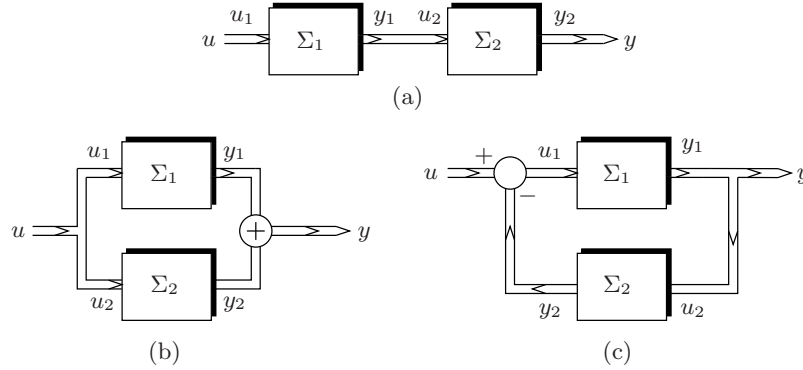 u u₁ Σ₁ y₁ u₂ Σ₂ y₂ y
(a)
u₁ Σ₁ y₁
u + y
u₂ Σ₂ y₂
(b)
u + u₁ Σ₁ y₁ y
−
y₂ Σ₂ u₂
(c)